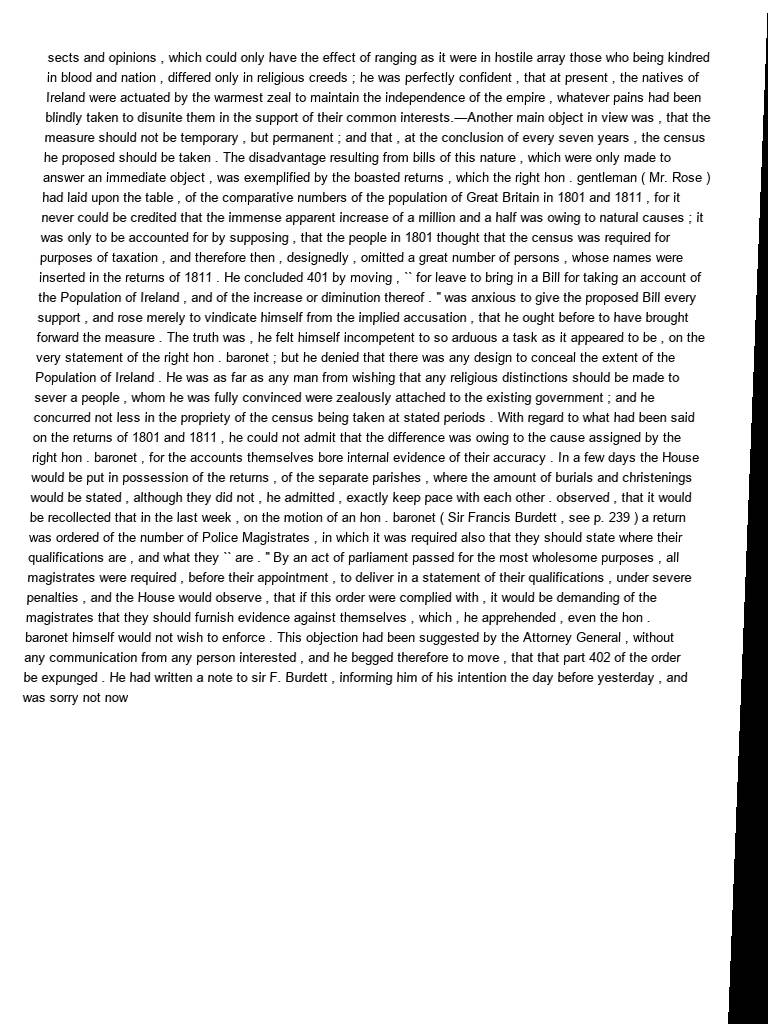 sects and opinions , which could only have the effect of ranging as it were in hostile array those who being kindred
in blood and nation , differed only in religious creeds ; he was perfectly confident , that at present , the natives of
Ireland were actuated by the warmest zeal to maintain the independence of the empire , whatever pains had been
blindly taken to disunite them in the support of their common interests.—Another main object in view was , that the
measure should not be temporary , but permanent ; and that , at the conclusion of every seven years , the census
he proposed should be taken . The disadvantage resulting from bills of this nature , which were only made to
answer an immediate object , was exemplified by the boasted returns , which the right hon . gentleman ( Mr. Rose )
had laid upon the table , of the comparative numbers of the population of Great Britain in 1801 and 1811 , for it
never could be credited that the immense apparent increase of a million and a half was owing to natural causes ; it
was only to be accounted for by supposing , that the people in 1801 thought that the census was required for
purposes of taxation , and therefore then , designedly , omitted a great number of persons , whose names were
inserted in the returns of 1811 . He concluded 401 by moving , `` for leave to bring in a Bill for taking an account of
the Population of Ireland , and of the increase or diminution thereof . " was anxious to give the proposed Bill every
support , and rose merely to vindicate himself from the implied accusation , that he ought before to have brought
forward the measure . The truth was , he felt himself incompetent to so arduous a task as it appeared to be , on the
very statement of the right hon . baronet ; but he denied that there was any design to conceal the extent of the
Population of Ireland . He was as far as any man from wishing that any religious distinctions should be made to
sever a people , whom he was fully convinced were zealously attached to the existing government ; and he
concurred not less in the propriety of the census being taken at stated periods . With regard to what had been said
on the returns of 1801 and 1811 , he could not admit that the difference was owing to the cause assigned by the
right hon . baronet , for the accounts themselves bore internal evidence of their accuracy . In a few days the House
would be put in possession of the returns , of the separate parishes , where the amount of burials and christenings
would be stated , although they did not , he admitted , exactly keep pace with each other . observed , that it would
be recollected that in the last week , on the motion of an hon . baronet ( Sir Francis Burdett , see p. 239 ) a return
was ordered of the number of Police Magistrates , in which it was required also that they should state where their
qualifications are , and what they `` are . " By an act of parliament passed for the most wholesome purposes , all
magistrates were required , before their appointment , to deliver in a statement of their qualifications , under severe
penalties , and the House would observe , that if this order were complied with , it would be demanding of the
magistrates that they should furnish evidence against themselves , which , he apprehended , even the hon .
baronet himself would not wish to enforce . This objection had been suggested by the Attorney General , without
any communication from any person interested , and he begged therefore to move , that that part 402 of the order
be expunged . He had written a note to sir F. Burdett , informing him of his intention the day before yesterday , and
was sorry not now